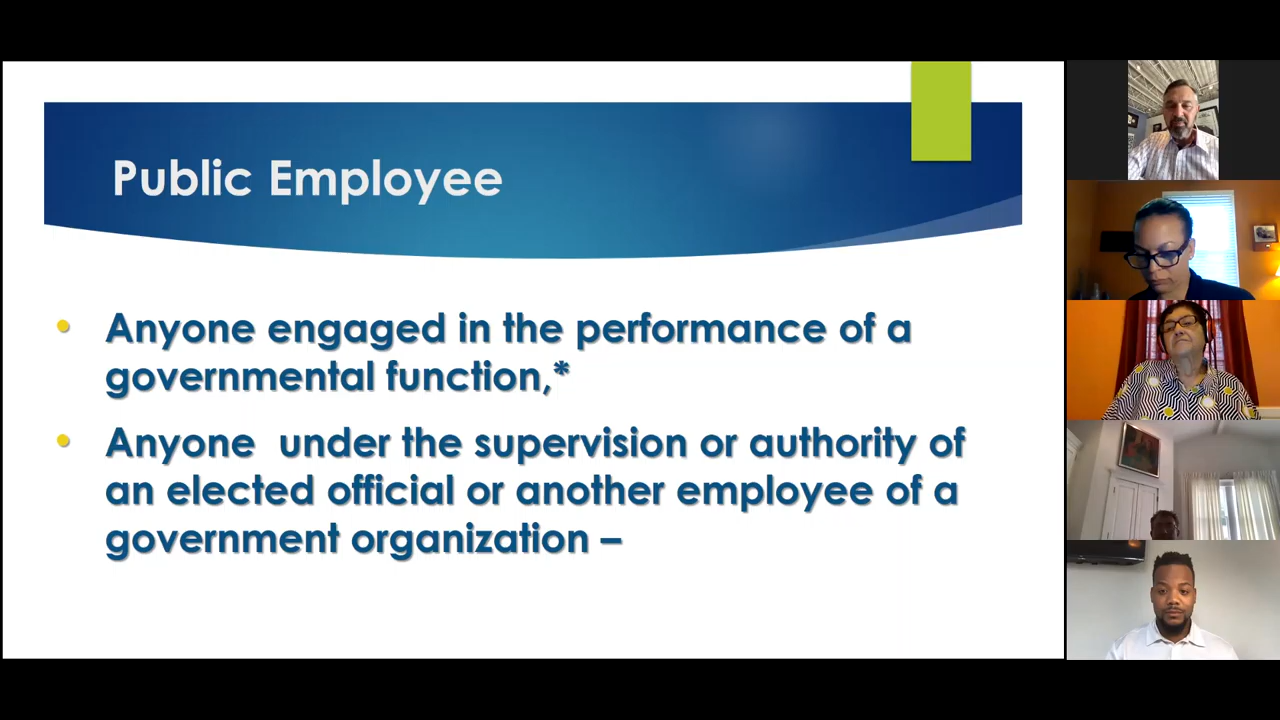 Public Employee
Anyone engaged in the performance of a
governmental function,*
Anyone under the supervision or authority of
an elected official or another employee of a
government organization –